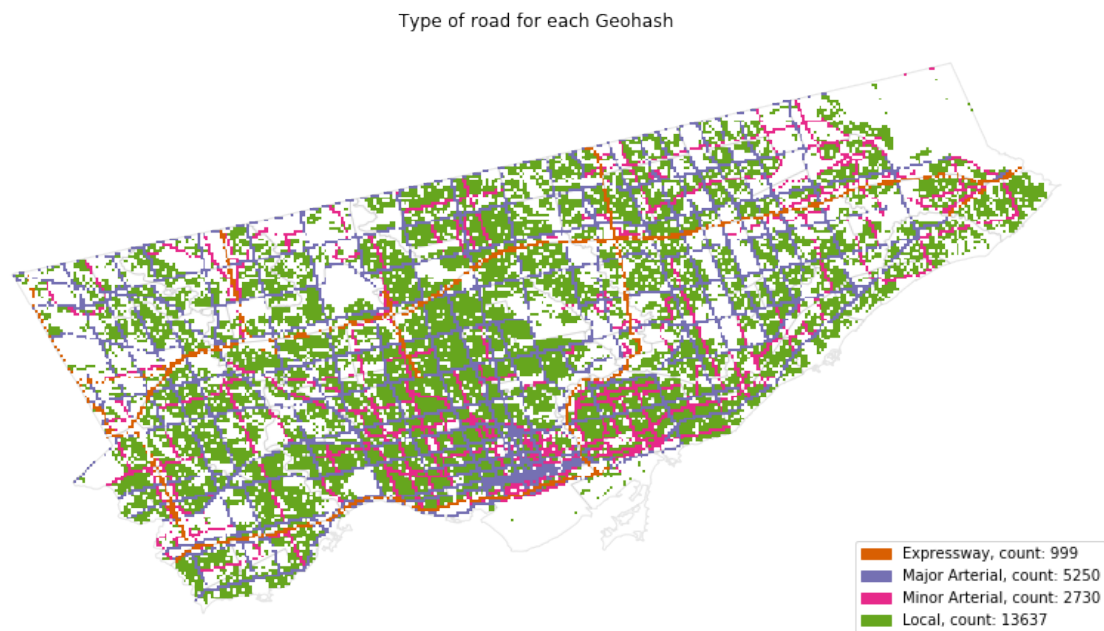 Type of road for each Geohash
Expressway, count: 999
Major Arterial, count: 5250
Minor Arterial, count: 2730
Local, count: 13637